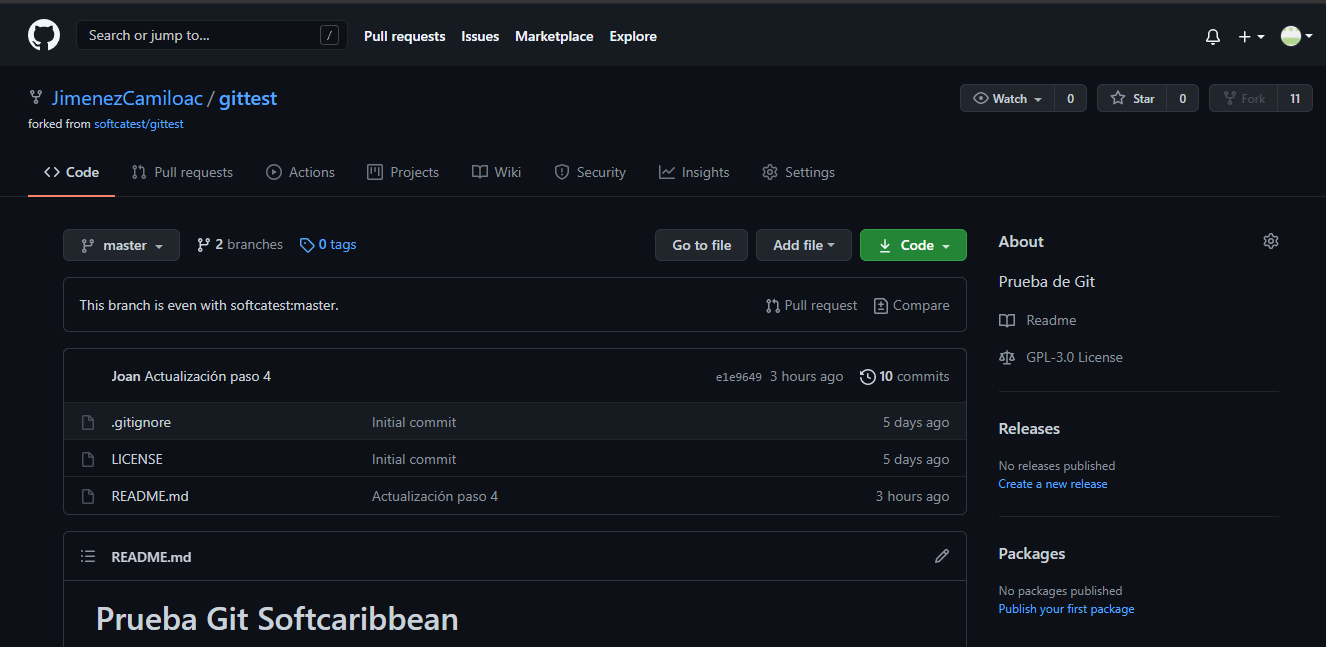 Search or jump to... / Pull requests Issues Marketplace Explore
JimenezCamiloac / gittest Watch 0 Star 0 Fork 11
forked from softcatest/gittest
Code Pull requests Actions Projects Wiki Security Insights Settings
master 2 branches 0 tags Go to file Add file Code
About
Prueba de Git
Readme
GPL-3.0 License
This branch is even with softcatest:master. Pull request Compare
Joan Actualización paso 4 e1e9649 3 hours ago 10 commits
.gitignore Initial commit 5 days ago
LICENSE Initial commit 5 days ago
README.md Actualización paso 4 3 hours ago
Releases
No releases published
Create a new release
Packages
No packages published
Publish your first package
README.md
Prueba Git Softcaribbean